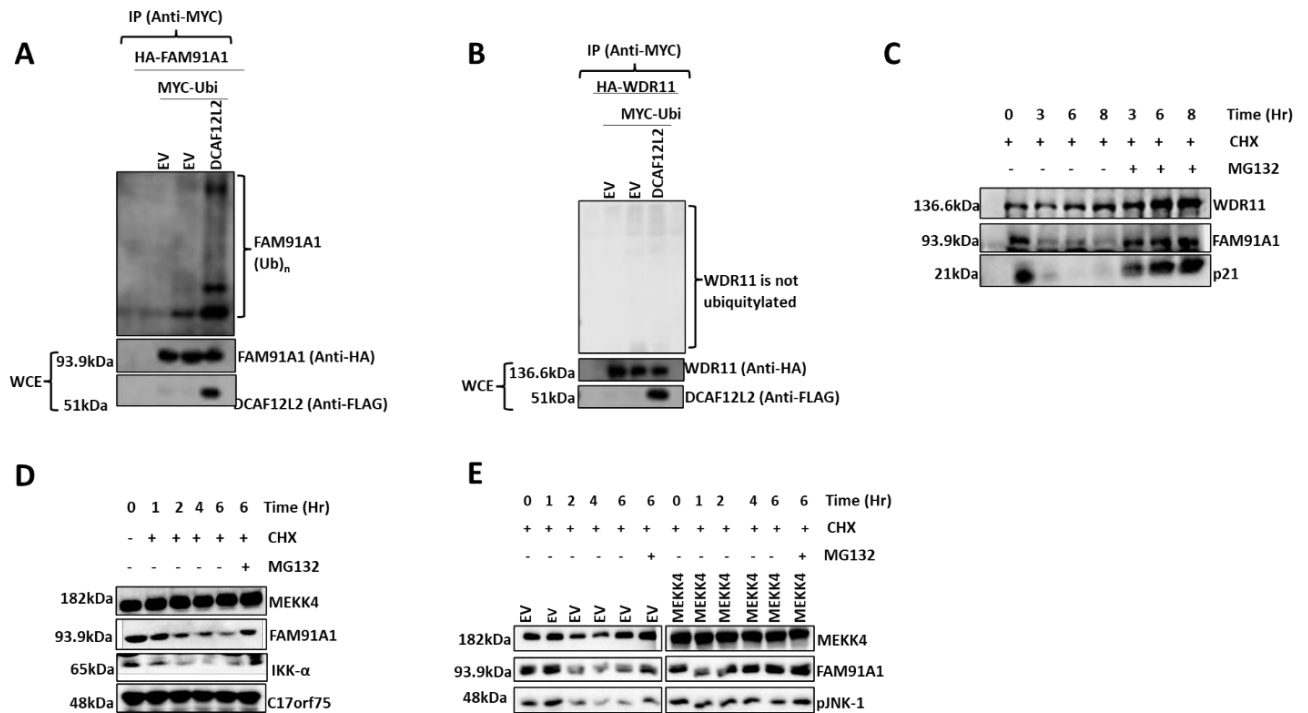 A
IP (Anti-MYC)
HA-FAM91A1
MYC-Ubi
EV EV DCAF12L2
FAM91A1
(Ub)n
WCE
93.9kDa FAM91A1 (Anti-HA)
51kDa DCAF12L2 (Anti-FLAG)
B
IP (Anti-MYC)
HA-WDR11
MYC-Ubi
EV EV DCAF12L2
WDR11 is not
ubiquitylated
WCE
136.6kDa WDR11 (Anti-HA)
51kDa DCAF12L2 (Anti-FLAG)
C
0 3 6 8 3 6 8 Time (Hr)
+ + + + + + + CHX
- - - - + + + MG132
136.6kDa WDR11
93.9kDa FAM91A1
21kDa p21
D
0 1 2 4 6 6 Time (Hr)
- + + + + + CHX
- - - - - + MG132
182kDa MEKK4
93.9kDa FAM91A1
65kDa IKK-α
48kDa C17orf75
E
0 1 2 4 6 6 0 1 2 4 6 6 Time (Hr)
+ + + + + + + + + + + + CHX
- - - - - + - - - - - + MG132
EV EV EV EV EV EV MEKK4 MEKK4 MEKK4 MEKK4 MEKK4 MEKK4
182kDa MEKK4
93.9kDa FAM91A1
48kDa pJNK-1